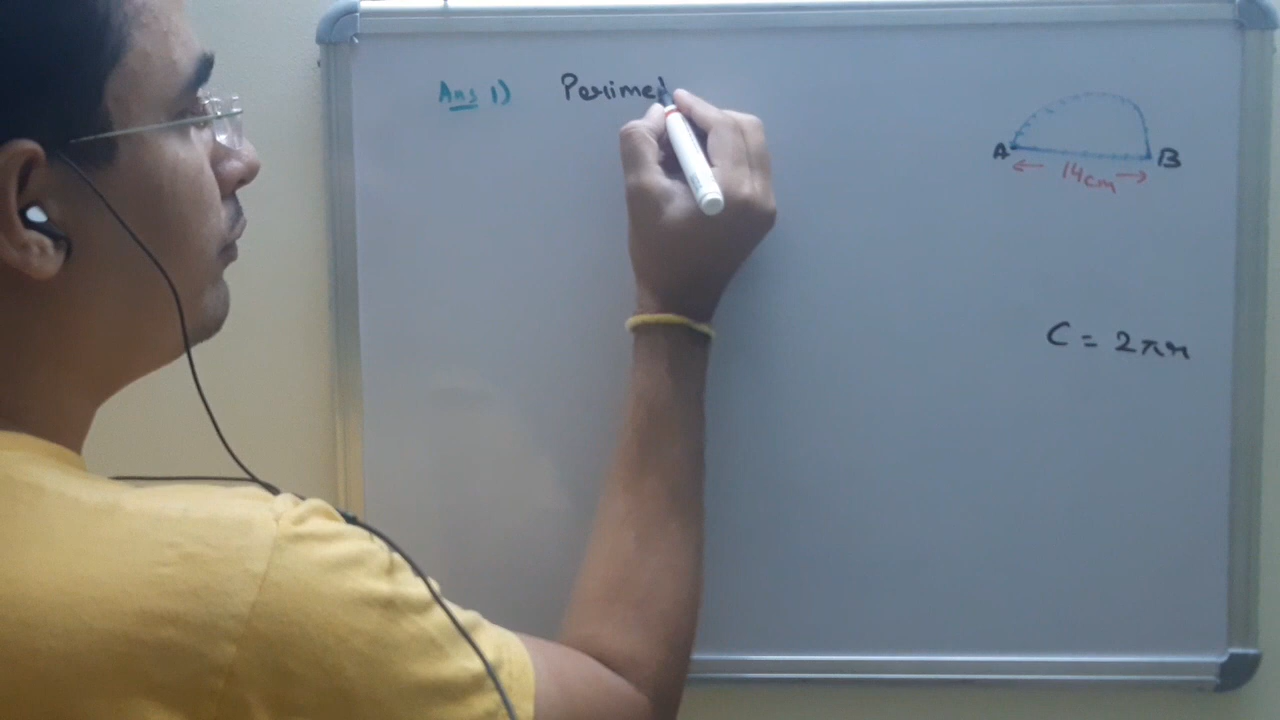 Ans 1) Perimet
A B
← 14cm →
C = 2πr